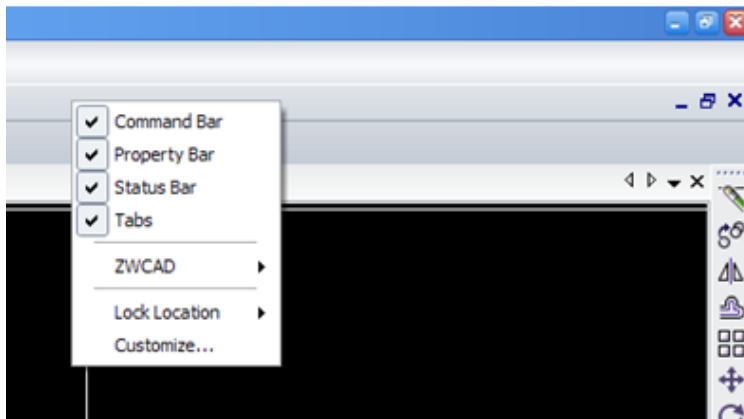 Command Bar
Property Bar
Status Bar
Tabs
ZWCAD
Lock Location
Customize...